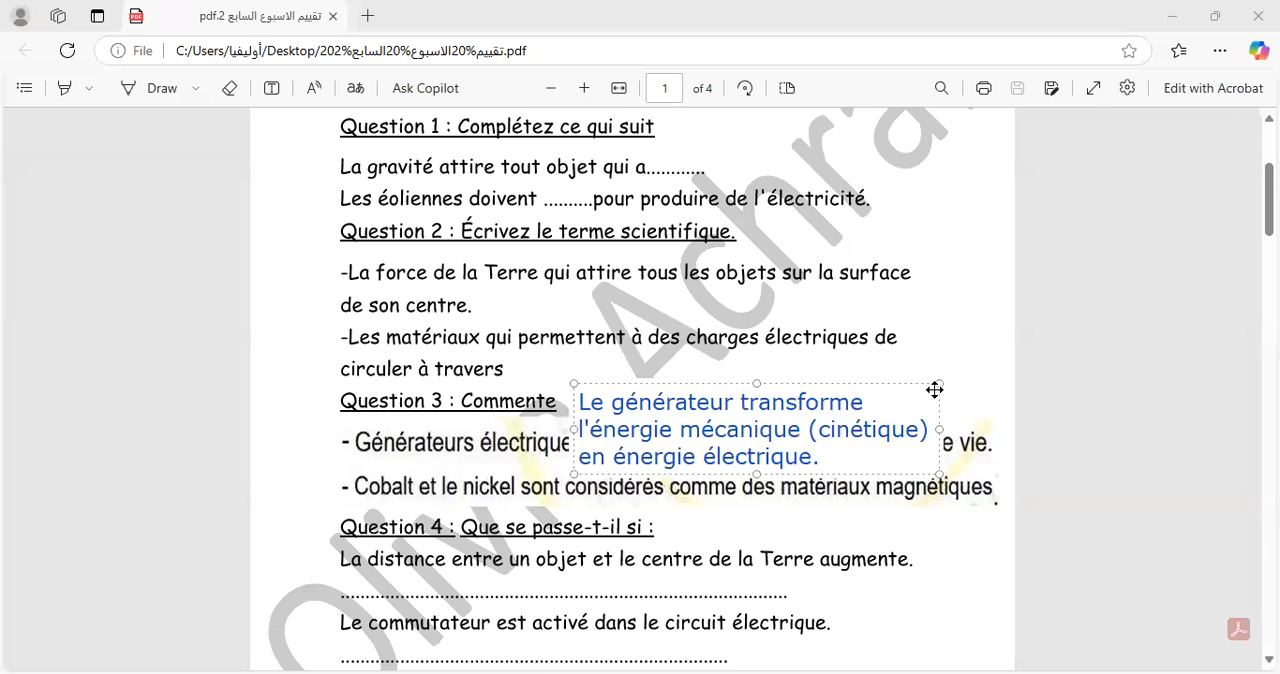 تقييم الاسبوع السابع 2.pdf
File
C:/Users/أوليفيا/Desktop/202%تقييم%20الاسبوع%20السابع.pdf
Draw
Ask Copilot
1 of 4
Edit with Acrobat
Question 1 : Complétez ce qui suit
La gravité attire tout objet qui a............
Les éoliennes doivent ..........pour produire de l'électricité.
Question 2 : Écrivez le terme scientifique.
-La force de la Terre qui attire tous les objets sur la surface
de son centre.
-Les matériaux qui permettent à des charges électriques de
circuler à travers
Question 3 : Commente
Le générateur transforme
l'énergie mécanique (cinétique)
en énergie électrique.
- Générateurs électrique
e vie.
- Cobalt et le nickel sont considérés comme des matériaux magnétiques.
Question 4 : Que se passe-t-il si :
La distance entre un objet et le centre de la Terre augmente.
..........................................................................................
Le commutateur est activé dans le circuit électrique.
..............................................................................